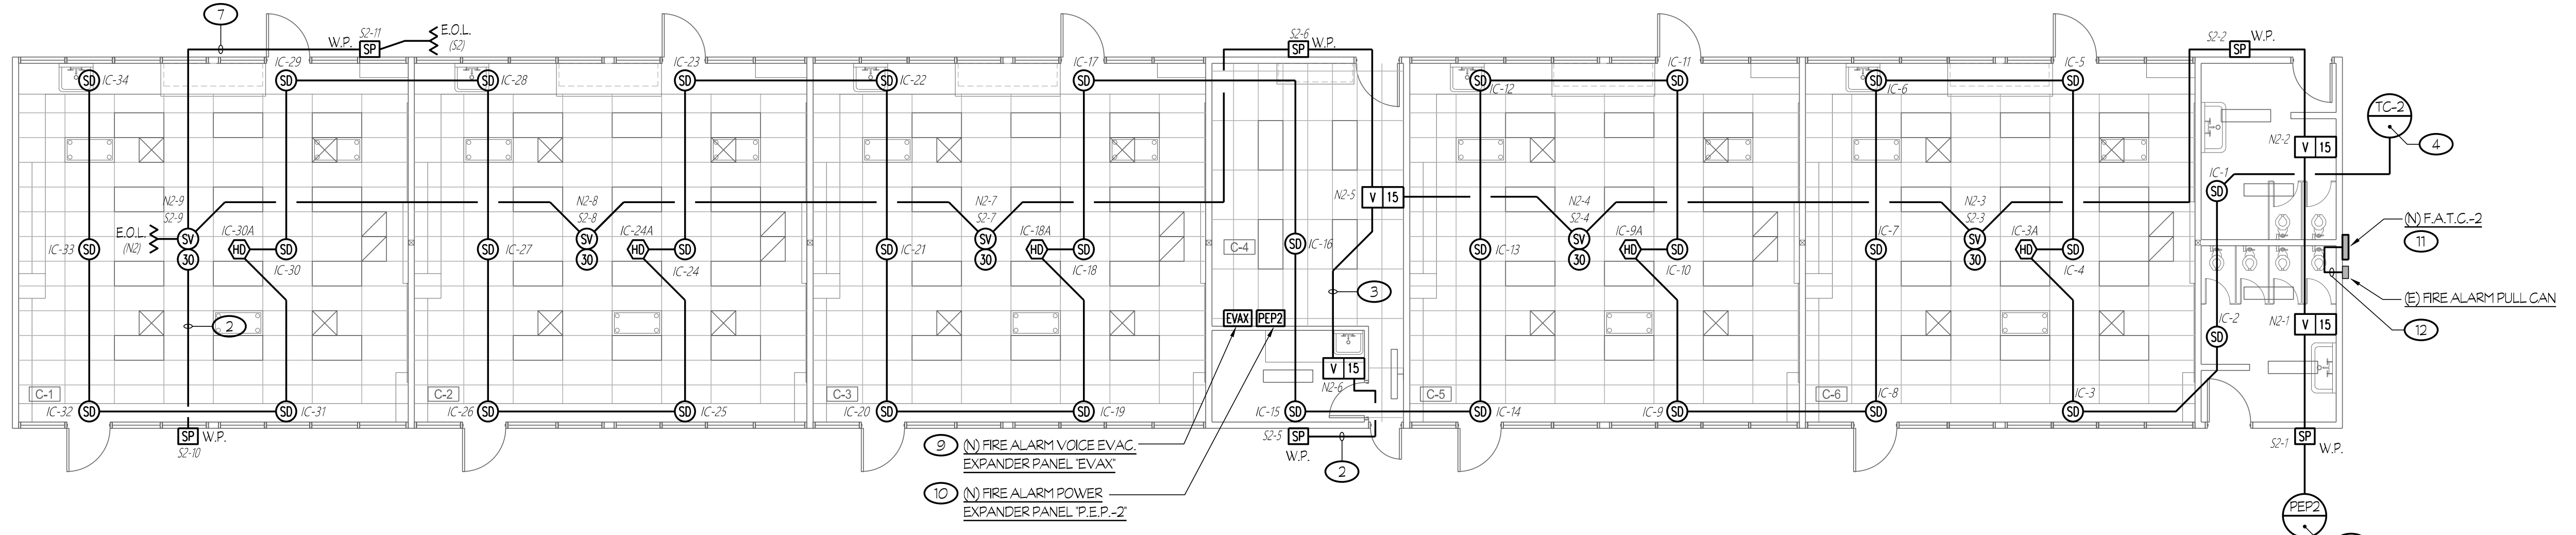 7
S2-11
W.P.
SP
E.O.L.
(S2)
S2-6
SP
W.P.
S2-2
SP
W.P.
IC-34
SD
IC-29
SD
IC-28
SD
IC-23
SD
IC-22
SD
IC-17
SD
IC-12
SD
IC-11
SD
IC-6
SD
IC-5
SD
TC-2
4
N2-2
V 15
IC-1
SD
N2-9
S2-9
SV
30
E.O.L.
(N2)
IC-33
SD
IC-30A
HD
IC-30
SD
IC-27
SD
N2-8
S2-8
SV
30
IC-24A
HD
IC-24
SD
IC-21
SD
N2-7
S2-7
SV
30
IC-18A
HD
IC-18
SD
IC-16
SD
C-4
N2-5
V 15
IC-13
SD
N2-4
S2-4
SV
30
IC-9A
HD
IC-10
SD
IC-7
SD
N2-3
S2-3
SV
30
IC-3A
HD
IC-4
SD
(N) F.A.T.C.-2
11
(E) FIRE ALARM PULL CAN
12
3
2
EVAX
PEP2
N2-1
V 15
IC-2
SD
V 15
N2-6
C-1
C-2
C-3
C-5
C-6
IC-32
SD
SD
IC-31
IC-26
SD
SD
IC-25
IC-20
SD
SD
IC-19
IC-15
SD
SD
IC-14
IC-9
SD
SD
IC-8
IC-3
SD
SP
W.P.
S2-10
S2-5
SP
W.P.
2
S2-1
SP
W.P.
9
(N) FIRE ALARM VOICE EVAC.
EXPANDER PANEL "EVAX"
10
(N) FIRE ALARM POWER
EXPANDER PANEL "P.E.P.-2"
PEP2